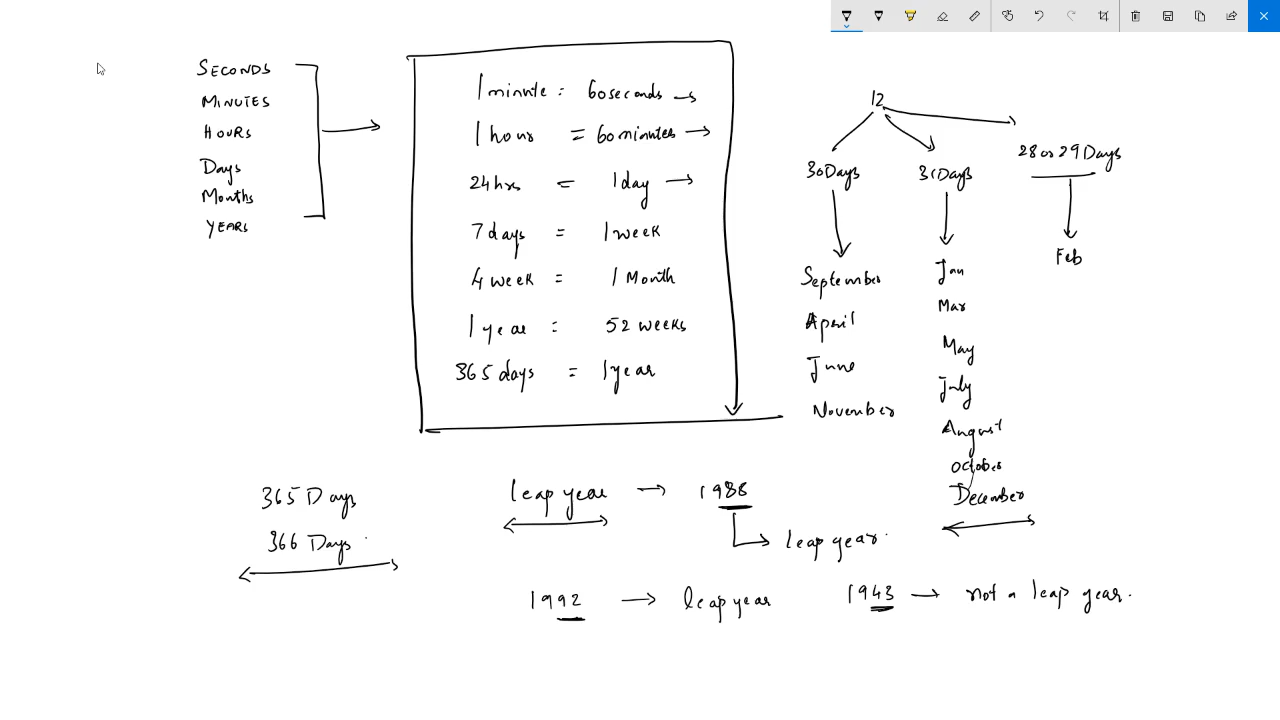 SECONDS
MINUTES
HOURS
Days
Months
YEARS
1 minute = 60 seconds →
1 hour = 60 minutes →
24 hrs = 1 day →
7 days = 1 week
4 week = 1 Month
1 year = 52 weeks
365 days = 1 year
12
30 Days
31 Days
28 or 29 Days
September
April
June
November
Jan
Mar
May
July
August
October
December
Feb
365 Days
366 Days
leap year → 1988
leap year
1992 → leap year
1943 → not a leap year.